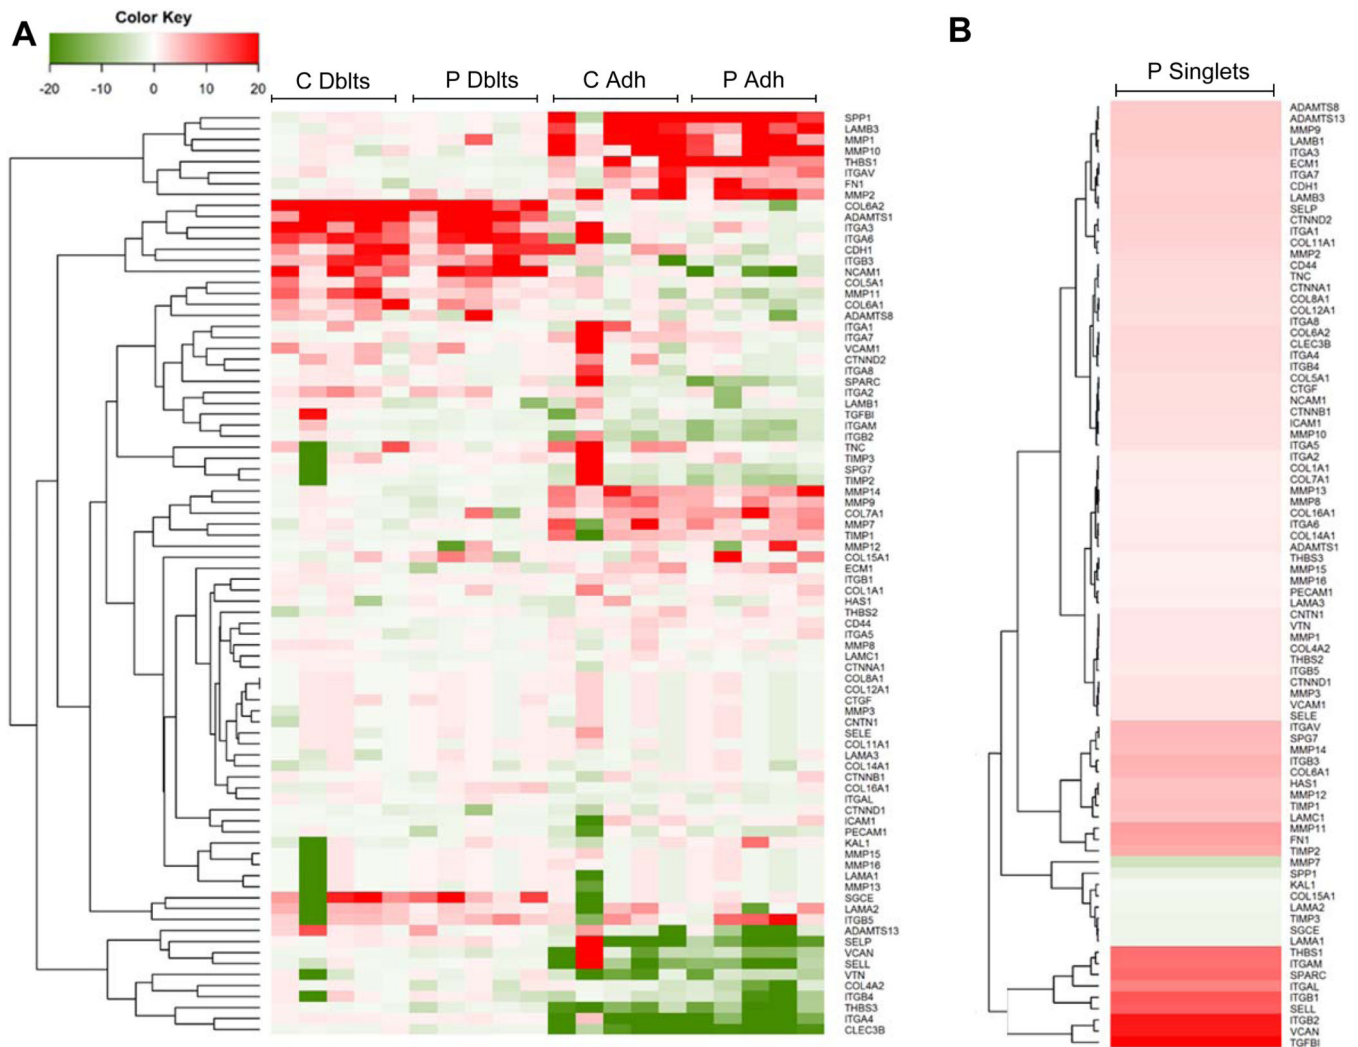 A
Color Key
-20 -10 0 10 20
C Dblts P Dblts C Adh P Adh
SPP1
LAMB3
MMP1
MMP10
THBS1
ITGAV
FN1
MMP2
COL6A2
ADAMTS1
ITGA3
ITGA6
CDH1
ITGB3
NCAM1
COL5A1
MMP11
COL6A1
ADAMTS8
ITGA1
ITGA7
VCAM1
CTNND2
ITGA8
SPARC
ITGA2
LAMB1
TGFBI
ITGAM
ITGB2
TNC
TIMP3
SPG7
TIMP2
MMP14
MMP9
COL7A1
MMP7
TIMP1
MMP12
COL15A1
ECM1
ITGB1
COL1A1
HAS1
THBS2
CD44
ITGA5
MMP8
LAMC1
CTNNA1
COL8A1
COL12A1
CTGF
MMP3
CNTN1
SELE
COL11A1
LAMA3
COL14A1
CTNNB1
COL16A1
ITGAL
CTNND1
ICAM1
PECAM1
KAL1
MMP15
MMP16
LAMA1
MMP13
SGCE
LAMA2
ITGB5
ADAMTS13
SELP
VCAN
SELL
VTN
COL4A2
ITGB4
THBS3
ITGA4
CLEC3B
B
P Singlets
ADAMTS8
ADAMTS13
MMP9
LAMB1
ITGA3
ECM1
ITGA7
CDH1
LAMB3
SELP
CTNND2
ITGA1
COL11A1
MMP2
CD44
TNC
CTNNA1
COL8A1
COL12A1
ITGA8
COL6A2
CLEC3B
ITGA4
ITGB4
COL5A1
CTGF
NCAM1
CTNNB1
ICAM1
MMP10
ITGA5
ITGA2
COL1A1
COL7A1
MMP13
MMP8
COL16A1
ITGA6
COL14A1
ADAMTS1
THBS3
MMP15
MMP16
PECAM1
LAMA3
CNTN1
VTN
MMP1
COL4A2
THBS2
ITGB5
CTNND1
MMP3
VCAM1
SELE
ITGAV
SPG7
MMP14
ITGB3
COL6A1
HAS1
MMP12
TIMP1
LAMC1
MMP11
FN1
TIMP2
MMP7
SPP1
KAL1
COL15A1
LAMA2
TIMP3
SGCE
LAMA1
THBS1
ITGAM
SPARC
ITGAL
ITGB1
SELL
ITGB2
VCAN
TGFBI